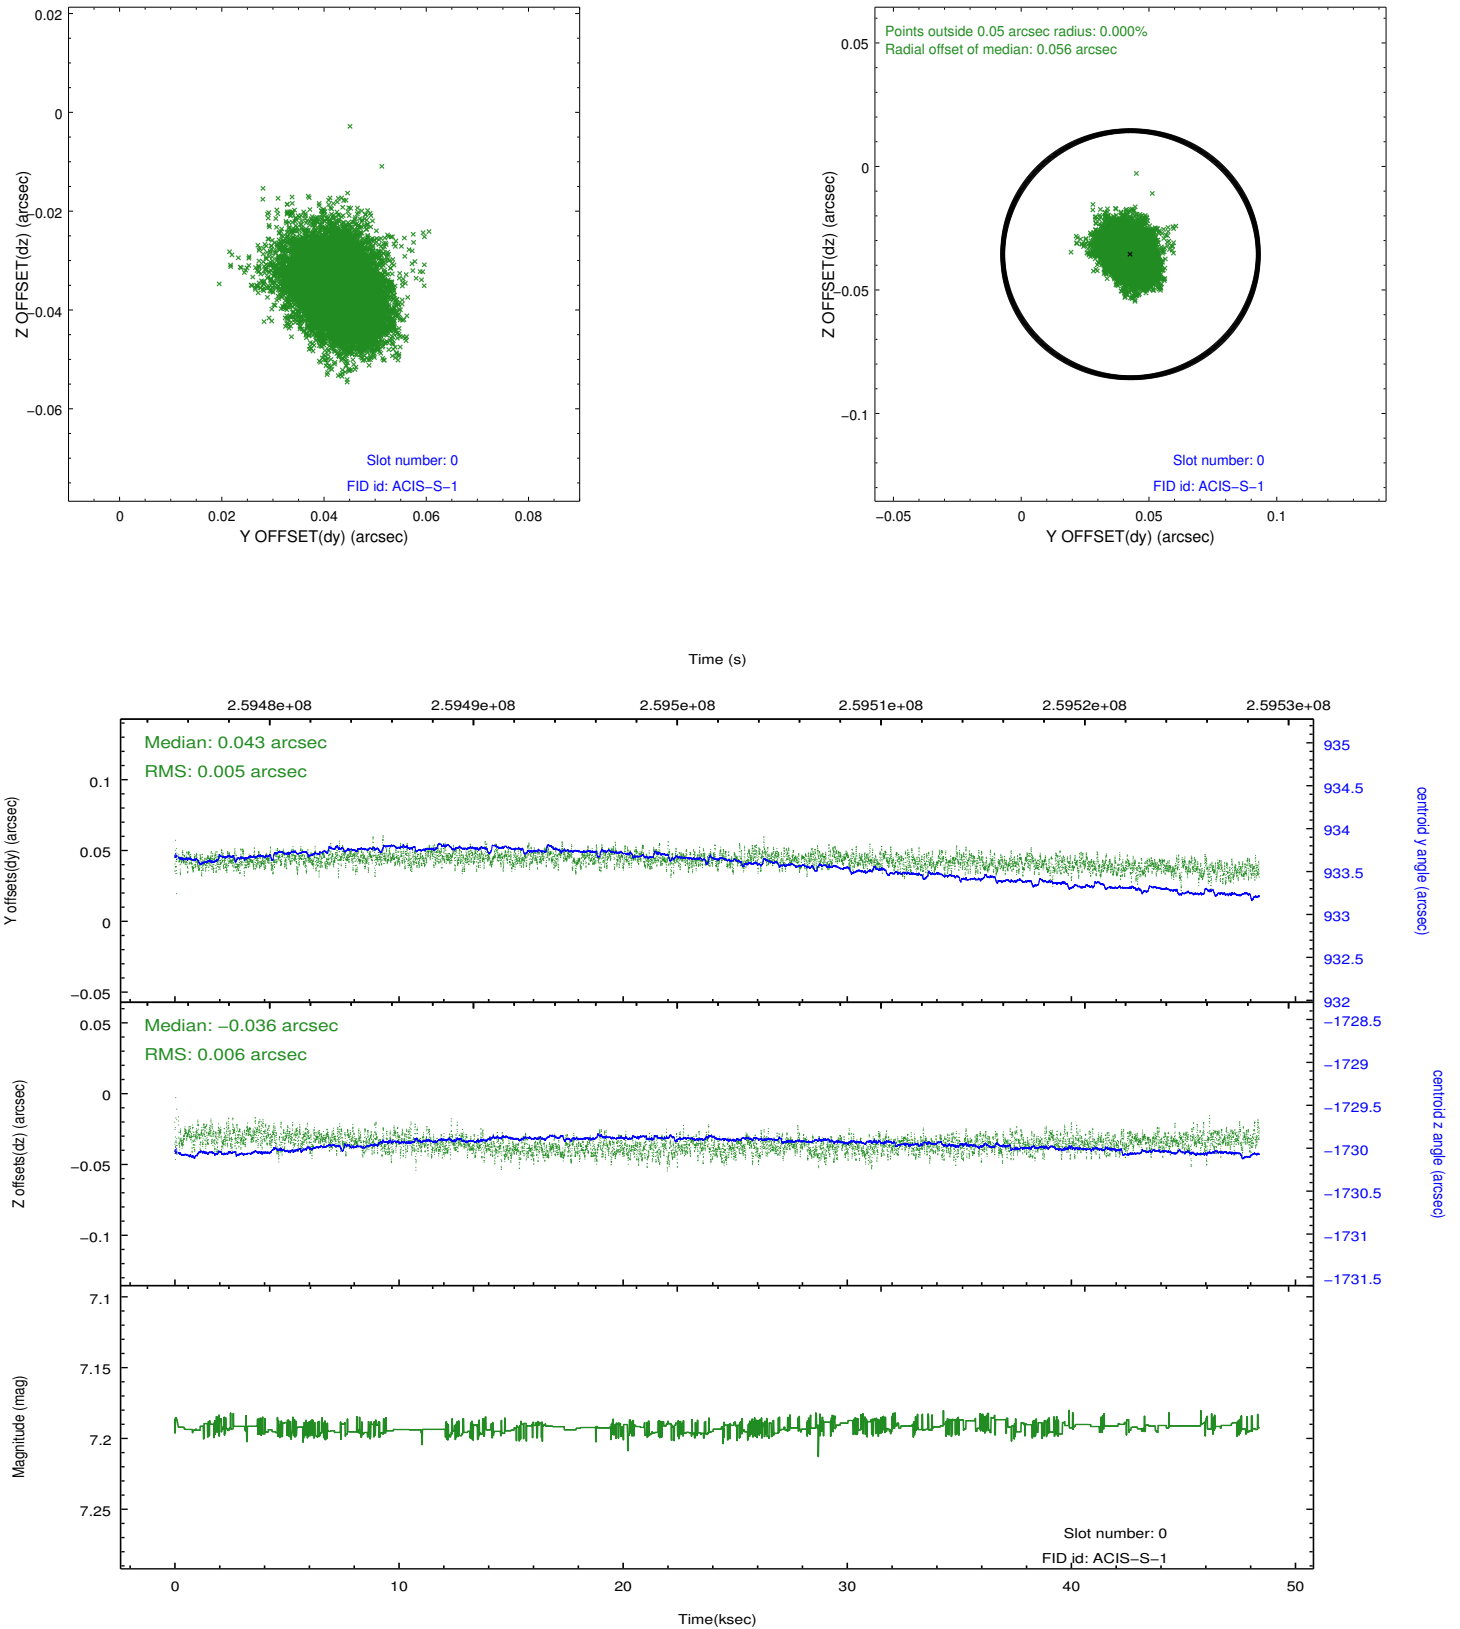 0.02
0
−0.02
−0.04
−0.06
Z OFFSET(dz) (arcsec)
Slot number: 0
FID id: ACIS−S−1
0 0.02 0.04 0.06 0.08
Y OFFSET(dy) (arcsec)
Points outside 0.05 arcsec radius: 0.000%
Radial offset of median: 0.056 arcsec
0.05
0
−0.05
−0.1
Z OFFSET(dz) (arcsec)
Slot number: 0
FID id: ACIS−S−1
−0.05 0 0.05 0.1
Y OFFSET(dy) (arcsec)
Time (s)
2.5948e+08 2.5949e+08 2.595e+08 2.5951e+08 2.5952e+08 2.5953e+08
Median: 0.043 arcsec
RMS: 0.005 arcsec
0.1
0.05
0
−0.05
Y offsets(dy) (arcsec)
935
934.5
934
933.5
933
932.5
932
centroid y angle (arcsec)
Median: −0.036 arcsec
RMS: 0.006 arcsec
0.05
0
−0.05
−0.1
Z offsets(dz) (arcsec)
−1728.5
−1729
−1729.5
−1730
−1730.5
−1731
−1731.5
centroid z angle (arcsec)
7.1
7.15
7.2
7.25
Magnitude (mag)
Slot number: 0
FID id: ACIS−S−1
0 10 20 30 40 50
Time(ksec)